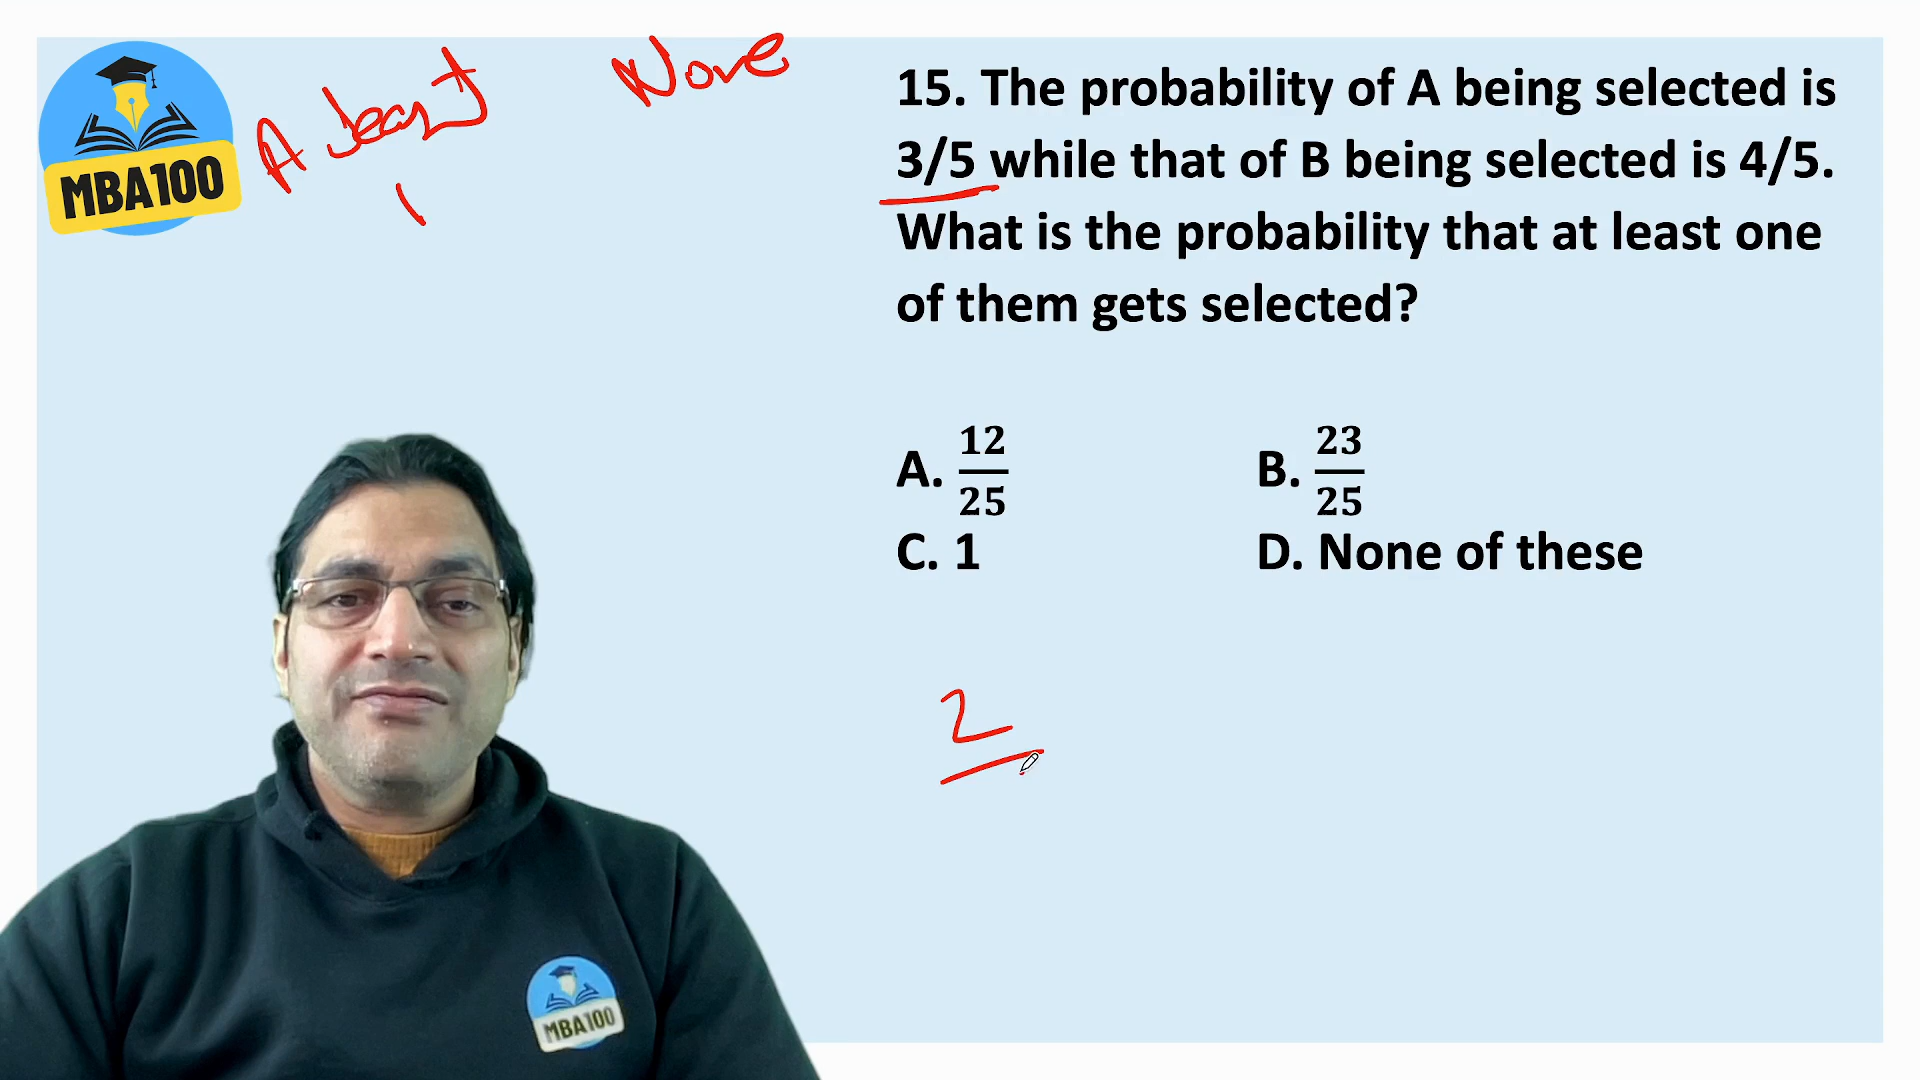 MBA100
A least
1
None
15. The probability of A being selected is
3/5 while that of B being selected is 4/5.
What is the probability that at least one
of them gets selected?
A. 12/25
B. 23/25
C. 1
D. None of these
2
MBA100